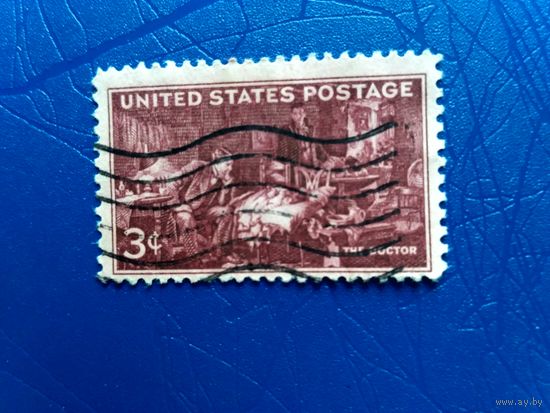 UNITED STATES POSTAGE
3¢
THE DOCTOR
www.ay.by